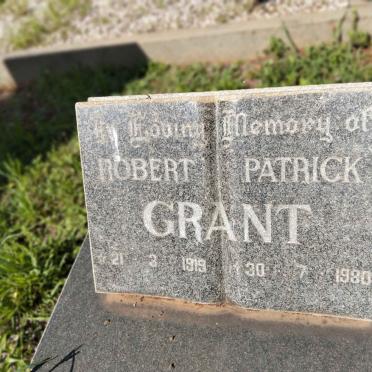 In Loving Memory of
ROBERT PATRICK
GRANT
21 3 1919 30 7 1980